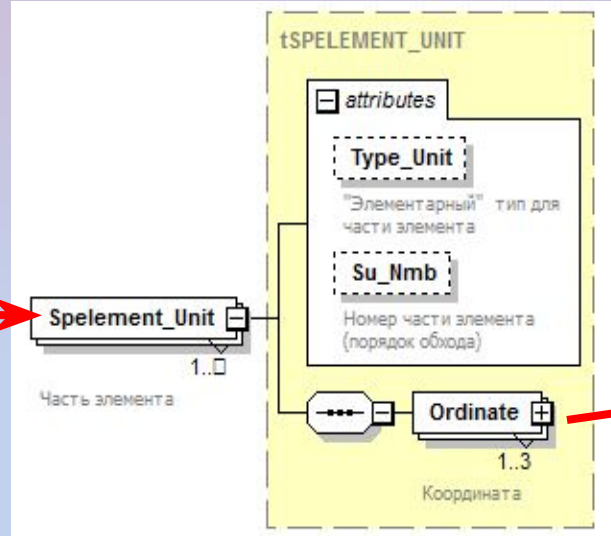 tSPELEMENT_UNIT
attributes
Type_Unit
"Элементарный" тип для
части элемента
Su_Nmb
Номер части элемента
(порядок обхода)
Spelement_Unit
1..□
Часть элемента
Ordinate
1..3
Координата